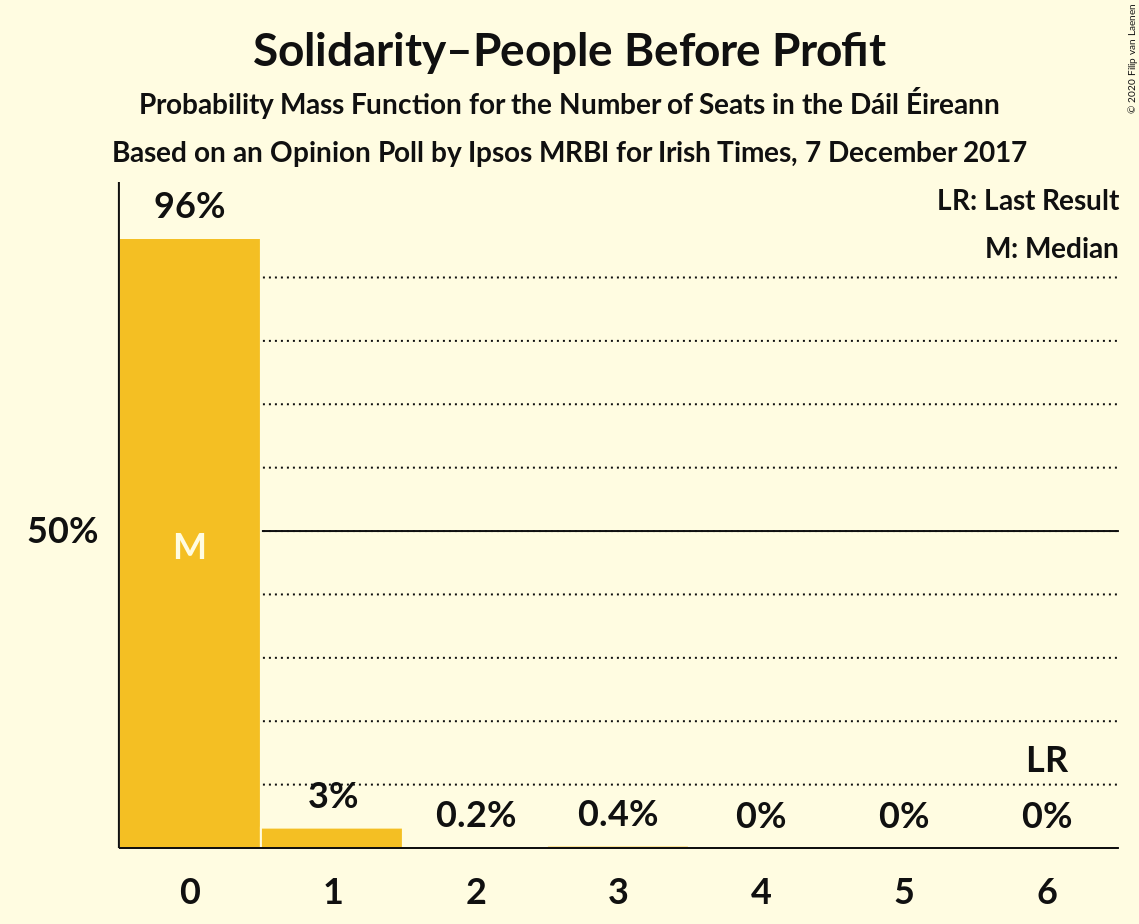 Solidarity–People Before Profit
Probability Mass Function for the Number of Seats in the Dáil Éireann
Based on an Opinion Poll by Ipsos MRBI for Irish Times, 7 December 2017
© 2020 Filip van Laenen
LR: Last Result
M: Median
96%
50%
M
LR
3%
0.2%
0.4%
0%
0%
0%
0
1
2
3
4
5
6